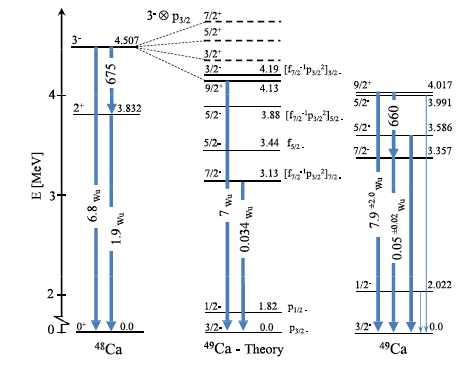 3⁻ ⊗ p3/2
7/2⁺
5/2⁺
3/2⁺
3⁻ 4.507
675
2⁺ 3.832
6.8 Wu
1.9 Wu
0⁺ 0.0
⁴⁸Ca
3/2- 4.19 [f7/2⁻¹p3/2²]3/2-
9/2⁺ 4.13
5/2- 3.88 [f7/2⁻¹p3/2²]5/2-
5/2- 3.44 f5/2-
7/2- 3.13 [f7/2⁻¹p3/2²]7/2-
7 Wu
0.034 Wu
1/2- 1.82 p1/2-
3/2- 0.0 p3/2-
⁴⁹Ca - Theory
9/2⁺ 4.017
5/2- 3.991
660
5/2- 3.586
7/2- 3.357
7.9 ±2.0 Wu
0.05 ±0.02 Wu
1/2- 2.022
3/2- 0.0
⁴⁹Ca
E [MeV]
4
3
2
0